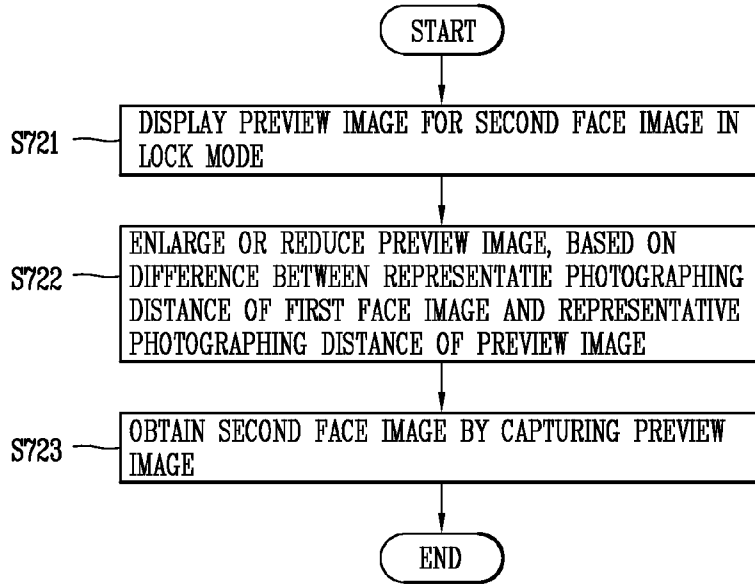 START
S721
DISPLAY PREVIEW IMAGE FOR SECOND FACE IMAGE IN
LOCK MODE
S722
ENLARGE OR REDUCE PREVIEW IMAGE, BASED ON
DIFFERENCE BETWEEN REPRESENTATIE PHOTOGRAPHING
DISTANCE OF FIRST FACE IMAGE AND REPRESENTATIVE
PHOTOGRAPHING DISTANCE OF PREVIEW IMAGE
S723
OBTAIN SECOND FACE IMAGE BY CAPTURING PREVIEW
IMAGE
END